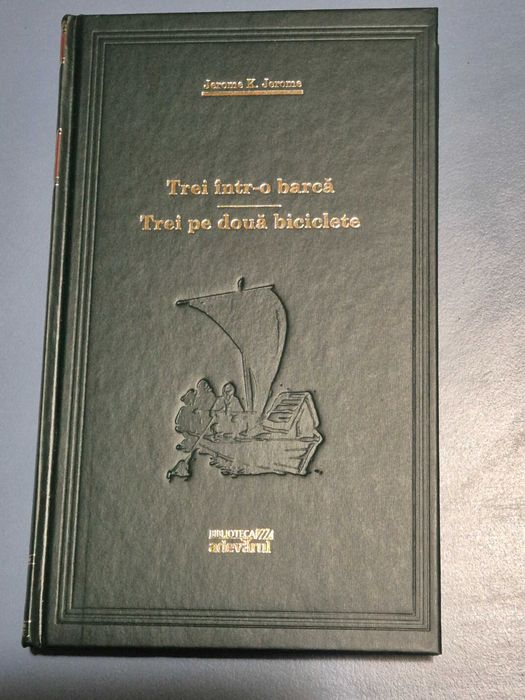 Jerome K. Jerome
Trei într-o barcă
Trei pe două biciclete
BIBLIOTECA
adevărul